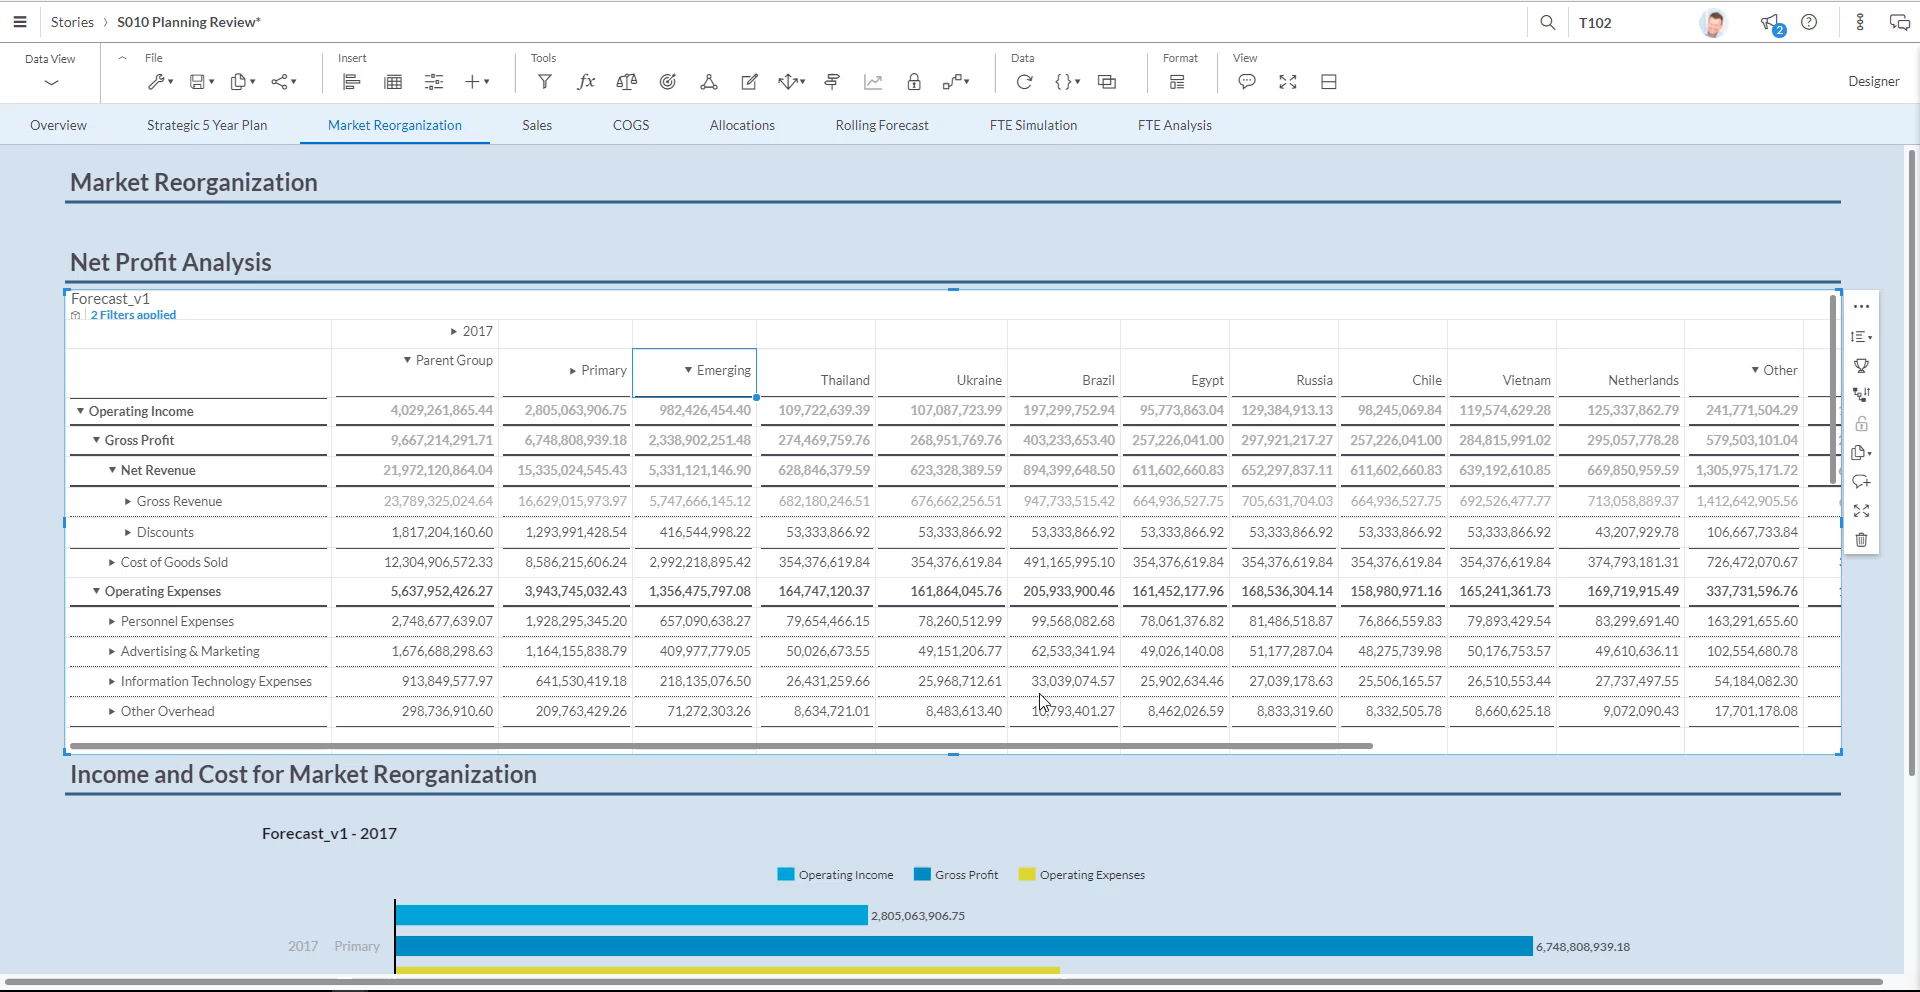 Stories › S010 Planning Review* T102 2
Data View File Insert Tools Data Format View
Designer
Overview Strategic 5 Year Plan Market Reorganization Sales COGS Allocations Rolling Forecast FTE Simulation FTE Analysis
Market Reorganization
Net Profit Analysis
Forecast_v1
2 Filters applied
2017
Parent Group Primary Emerging Thailand Ukraine Brazil Egypt Russia Chile Vietnam Netherlands Other
Operating Income 4,029,261,865.44 2,805,063,906.75 982,426,454.40 109,722,639.39 107,087,723.99 197,299,752.94 95,773,863.04 129,384,913.13 98,245,069.84 119,574,629.28 125,337,862.79 241,771,504.29
Gross Profit 9,667,214,291.71 6,748,808,939.18 2,338,902,251.48 274,469,759.76 268,951,769.76 403,233,653.40 257,226,041.00 297,921,217.27 257,226,041.00 284,815,991.02 295,057,778.28 579,503,101.04
Net Revenue 21,972,120,864.04 15,335,024,545.43 5,331,121,146.90 628,846,379.59 623,328,389.59 894,399,648.50 611,602,660.83 652,297,837.11 611,602,660.83 639,192,610.85 669,850,959.59 1,305,975,171.72
Gross Revenue 23,789,325,024.64 16,629,015,973.97 5,747,666,145.12 682,180,246.51 676,662,256.51 947,733,515.42 664,936,527.75 705,631,704.03 664,936,527.75 692,526,477.77 713,058,889.37 1,412,642,905.56
Discounts 1,817,204,160.60 1,293,991,428.54 416,544,998.22 53,333,866.92 53,333,866.92 53,333,866.92 53,333,866.92 53,333,866.92 53,333,866.92 53,333,866.92 43,207,929.78 106,667,733.84
Cost of Goods Sold 12,304,906,572.33 8,586,215,606.24 2,992,218,895.42 354,376,619.84 354,376,619.84 491,165,995.10 354,376,619.84 354,376,619.84 354,376,619.84 354,376,619.84 374,793,181.31 726,472,070.67
Operating Expenses 5,637,952,426.27 3,943,745,032.43 1,356,475,797.08 164,747,120.37 161,864,045.76 205,933,900.46 161,452,177.96 168,536,304.14 158,980,971.16 165,241,361.73 169,719,915.49 337,731,596.76
Personnel Expenses 2,748,677,639.07 1,928,295,345.20 657,090,638.27 79,654,466.15 78,260,512.99 99,568,082.68 78,061,376.82 81,486,518.87 76,866,559.83 79,893,429.54 83,299,691.40 163,291,655.60
Advertising & Marketing 1,676,688,298.63 1,164,155,838.79 409,977,779.05 50,026,673.55 49,151,206.77 62,533,341.94 49,026,140.08 51,177,287.04 48,275,739.98 50,176,753.57 49,610,636.11 102,554,680.78
Information Technology Expenses 913,849,577.97 641,530,419.18 218,135,076.50 26,431,259.66 25,968,712.61 33,039,074.57 25,902,634.46 27,039,178.63 25,506,165.57 26,510,553.44 27,737,497.55 54,184,082.30
Other Overhead 298,736,910.60 209,763,429.26 71,272,303.26 8,634,721.01 8,483,613.40 10,793,401.27 8,462,026.59 8,833,319.60 8,332,505.78 8,660,625.18 9,072,090.43 17,701,178.08
Income and Cost for Market Reorganization
Forecast_v1 - 2017
Operating Income Gross Profit Operating Expenses
2,805,063,906.75
2017 Primary 6,748,808,939.18